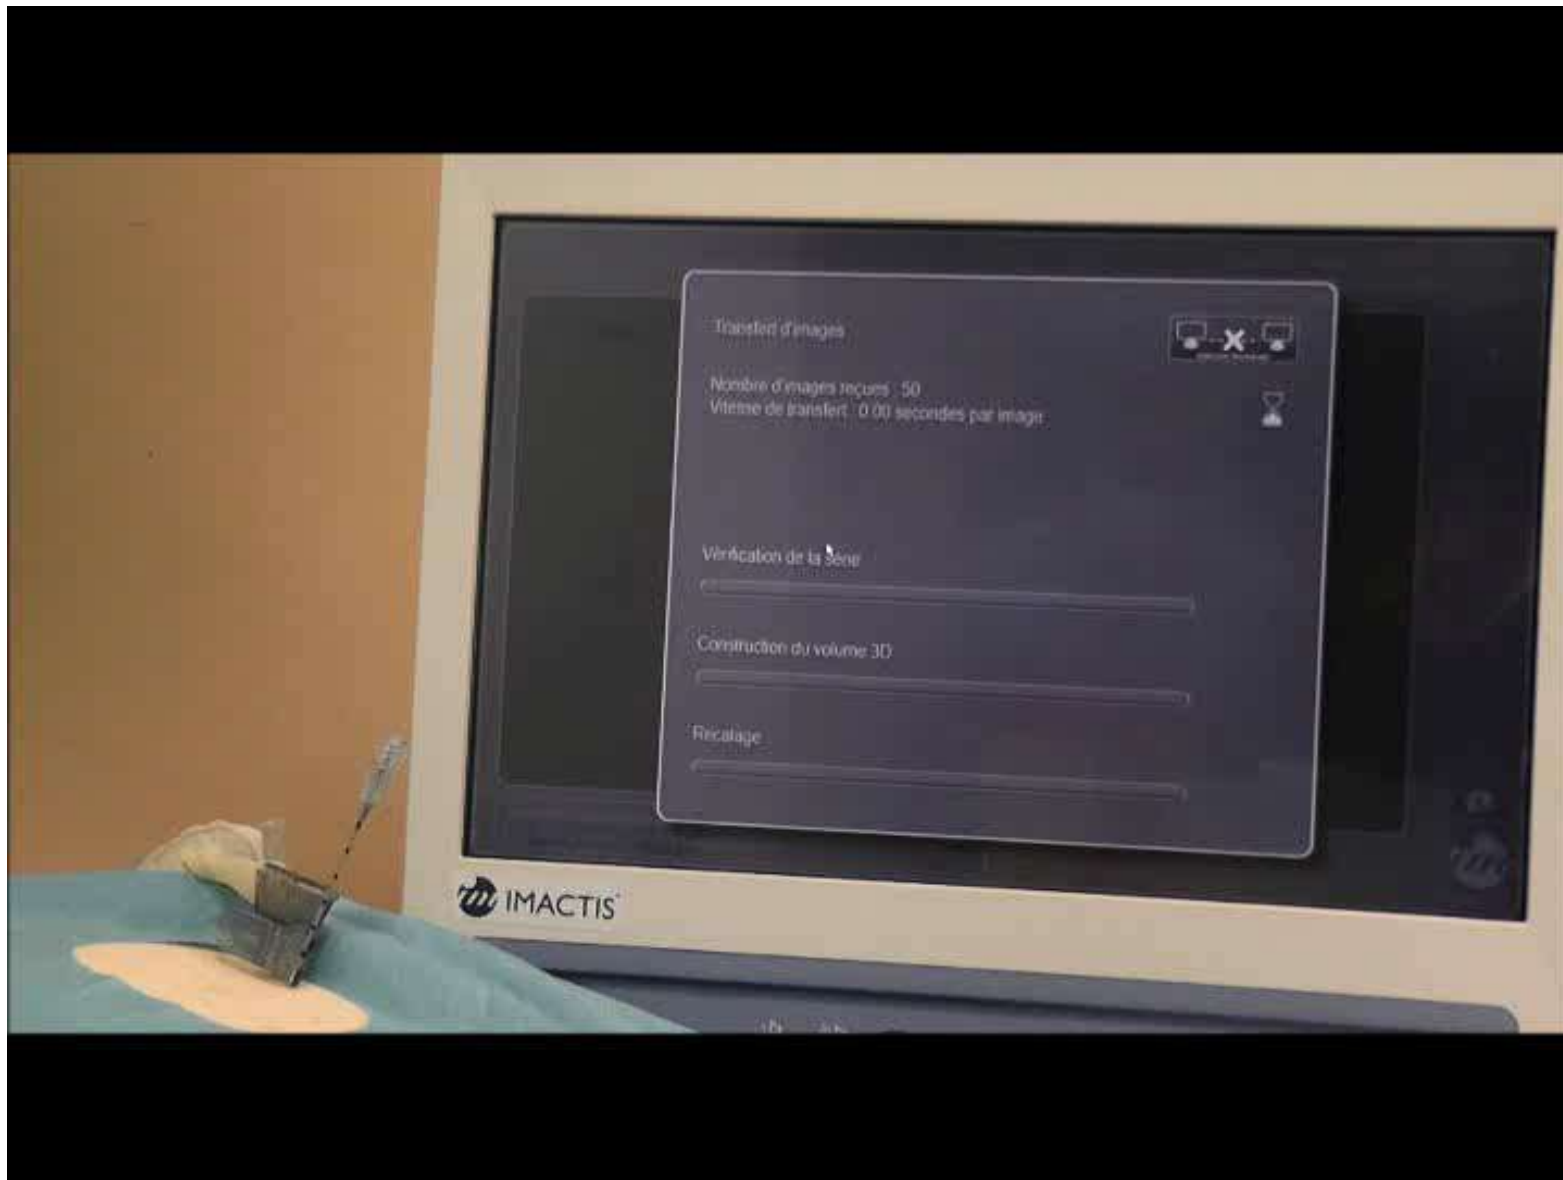 Transfert d'images
Nombre d'images reçues : 50
Vitesse de transfert : 0.00 secondes par image
Vérification de la série
Construction du volume 3D
Recalage
IMACTIS